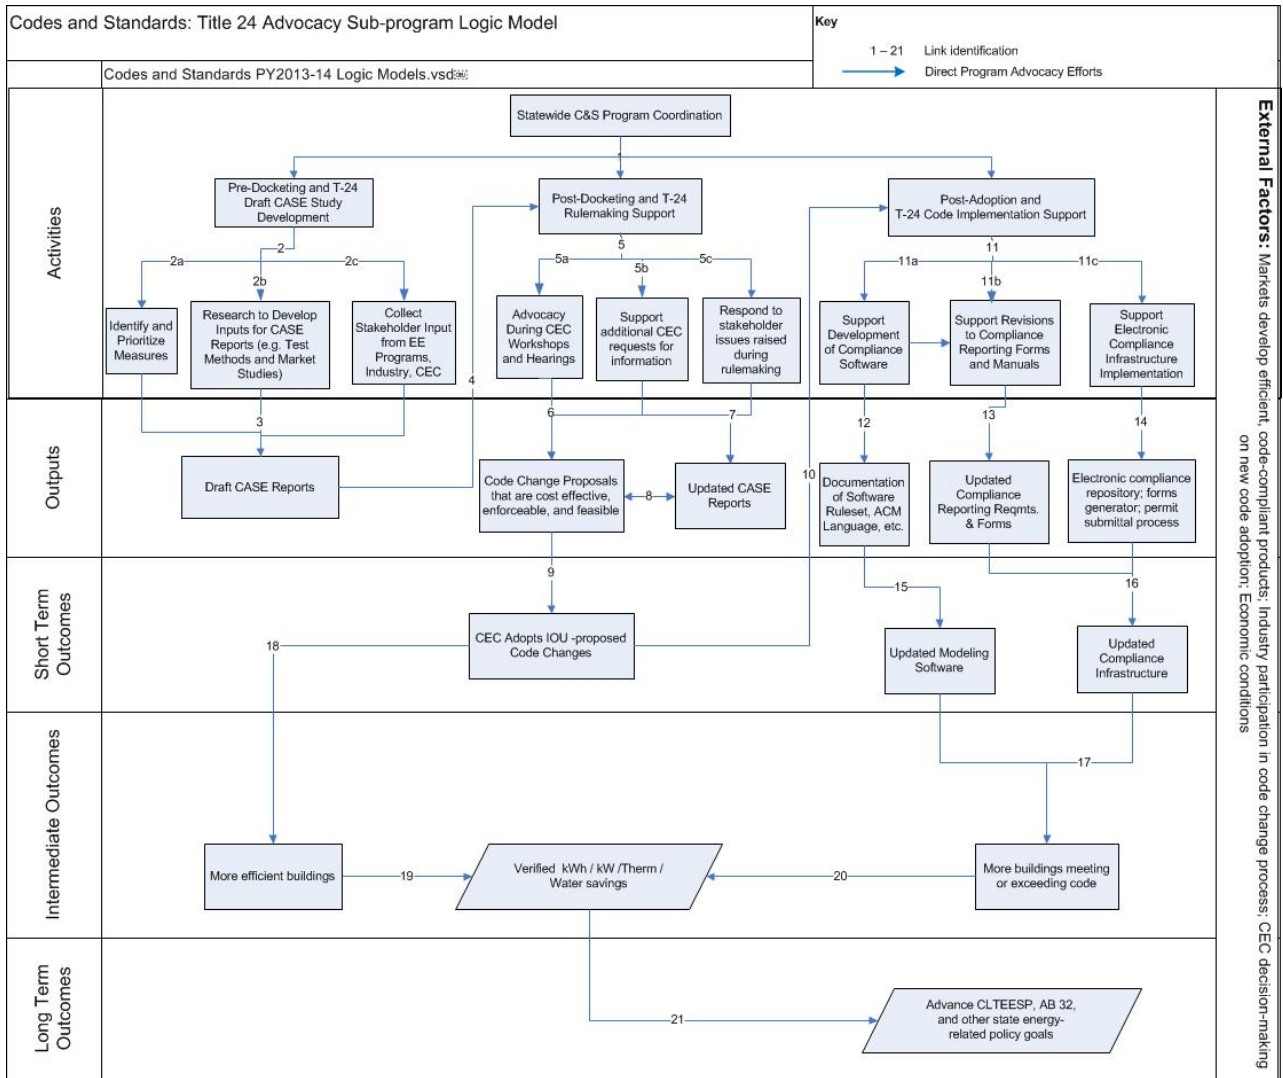 Codes and Standards: Title 24 Advocacy Sub-program Logic Model
Key
1 – 21 Link identification
Direct Program Advocacy Efforts
Codes and Standards PY2013-14 Logic Models.vsd
Activities
Statewide C&S Program Coordination
1
Pre-Docketing and T-24
Draft CASE Study
Development
Post-Docketing and T-24
Rulemaking Support
Post-Adoption and
T-24 Code Implementation Support
2
2a
2b
2c
5
5a
5b
5c
11
11a
11b
11c
Identify and
Prioritize
Measures
Research to Develop
Inputs for CASE
Reports (e.g. Test
Methods and Market
Studies)
Collect
Stakeholder Input
from EE
Programs,
Industry, CEC
Advocacy
During CEC
Workshops
and Hearings
Support
additional CEC
requests for
information
Respond to
stakeholder
issues raised
during
rulemaking
Support
Development
of Compliance
Software
Support Revisions
to Compliance
Reporting Forms
and Manuals
Support
Electronic
Compliance
Infrastructure
Implementation
Outputs
3
4
6
7
12
13
14
Draft CASE Reports
Code Change Proposals
that are cost effective,
enforceable, and feasible
8
Updated CASE
Reports
10
Documentation
of Software
Ruleset, ACM
Language, etc.
Updated
Compliance
Reporting Reqmts.
& Forms
Electronic compliance
repository; forms
generator; permit
submittal process
Short Term
Outcomes
9
15
16
18
CEC Adopts IOU -proposed
Code Changes
Updated Modeling
Software
Updated
Compliance
Infrastructure
Intermediate Outcomes
17
More efficient buildings
19
Verified kWh / kW /Therm /
Water savings
20
More buildings meeting
or exceeding code
Long Term
Outcomes
21
Advance CLTEESP, AB 32,
and other state energy-
related policy goals
External Factors: Markets develop efficient, code-compliant products; Industry participation in code change process; CEC decision-making
on new code adoption; Economic conditions